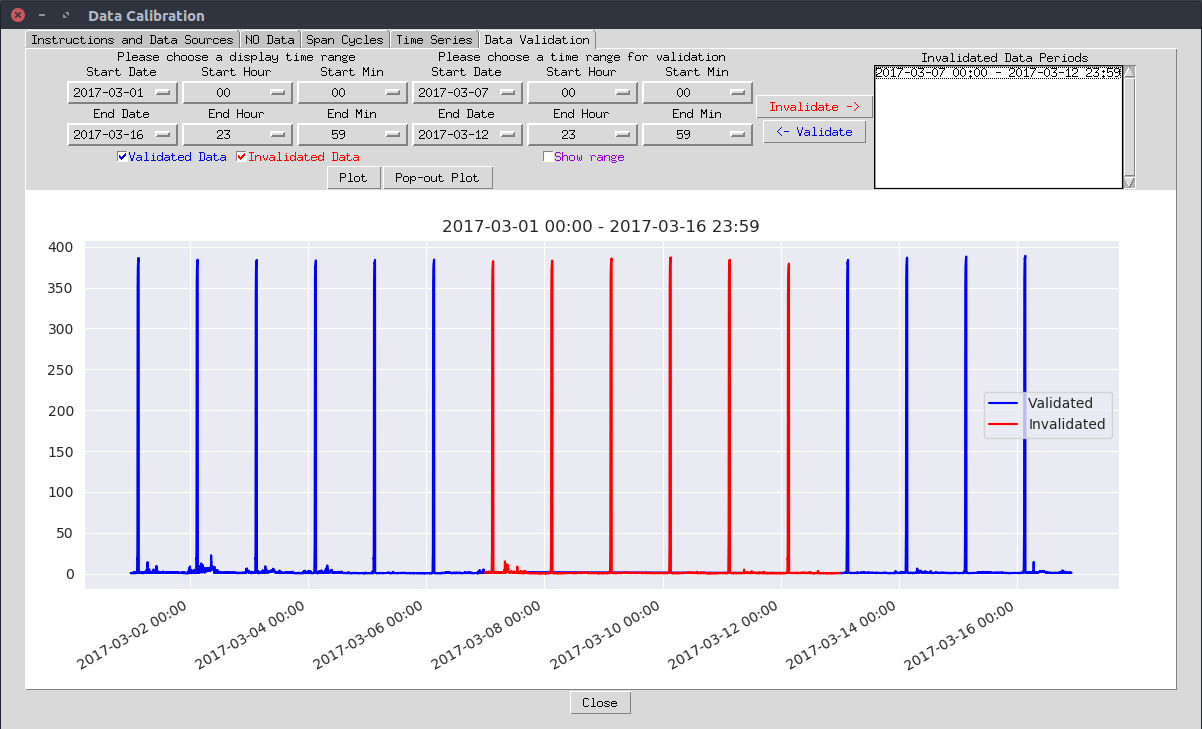 Data Calibration
Instructions and Data Sources NO Data Span Cycles Time Series Data Validation
Please choose a display time range Please choose a time range for validation Invalidated Data Periods
Start Date Start Hour Start Min Start Date Start Hour Start Min
2017-03-07 00:00 - 2017-03-12 23:59
2017-03-01 00 00 2017-03-07 00 00
Invalidate ->
End Date End Hour End Min End Date End Hour End Min
2017-03-16 23 59 2017-03-12 23 59
<- Validate
Validated Data Invalidated Data Show range
Plot Pop-out Plot
2017-03-01 00:00 - 2017-03-16 23:59
400
350
300
250
200
150
100
50
0
Validated
Invalidated
2017-03-02 00:00 2017-03-04 00:00 2017-03-06 00:00 2017-03-08 00:00 2017-03-10 00:00 2017-03-12 00:00 2017-03-14 00:00 2017-03-16 00:00
Close